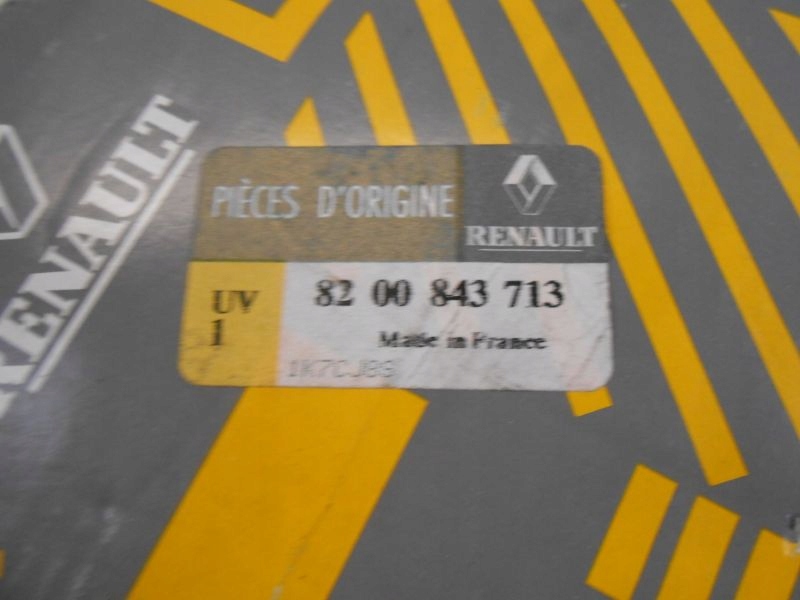 RENAULT
PIÈCES D'ORIGINE
RENAULT
UV
1
82 00 843 713
Made in France